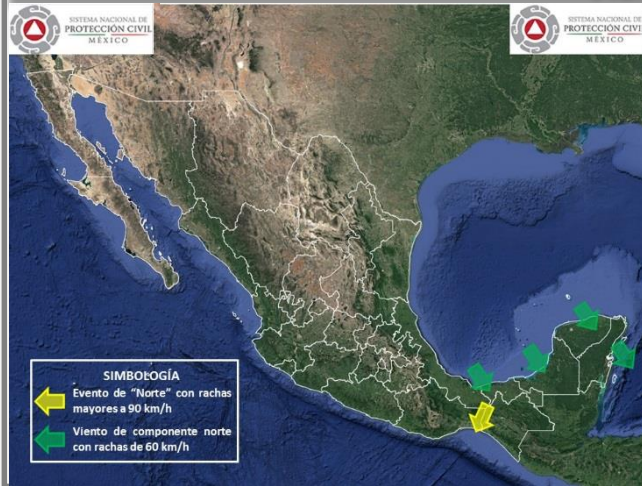 SISTEMA NACIONAL DE
PROTECCIÓN CIVIL
MÉXICO
SISTEMA NACIONAL DE
PROTECCIÓN CIVIL
MÉXICO
SIMBOLOGÍA
Evento de “Norte” con rachas
mayores a 90 km/h
Viento de componente norte
con rachas de 60 km/h